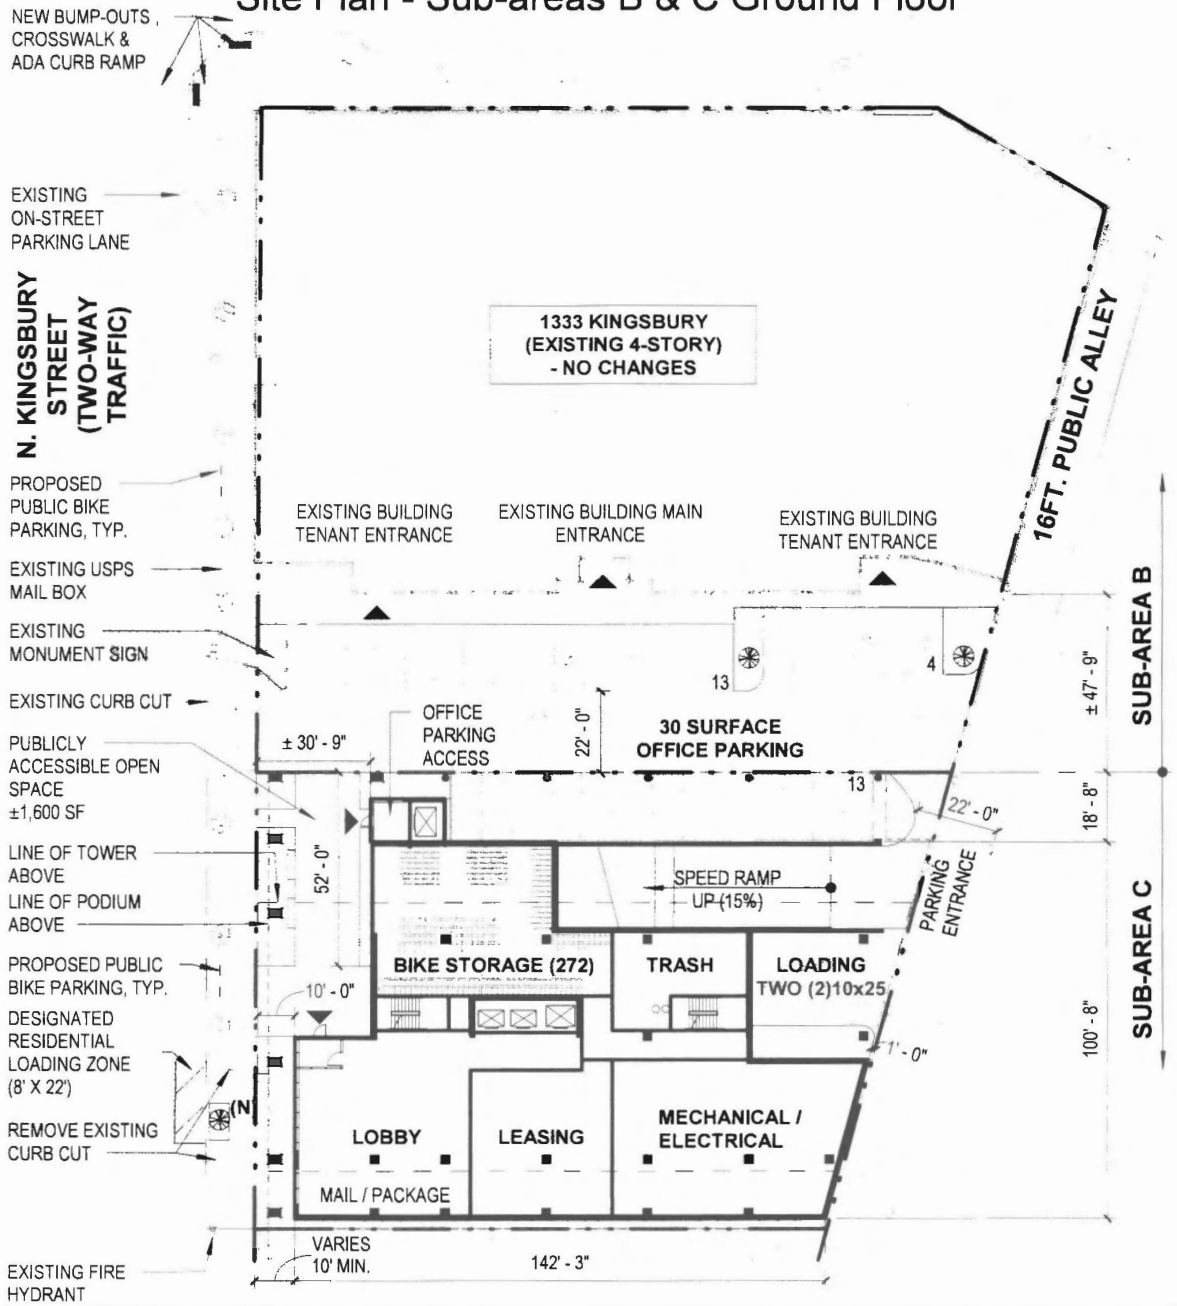 Site Plan - Sub-areas B & C Ground Floor
NEW BUMP-OUTS,
CROSSWALK &
ADA CURB RAMP
EXISTING
ON-STREET
PARKING LANE
N. KINGSBURY
STREET
(TWO-WAY
TRAFFIC)
1333 KINGSBURY
(EXISTING 4-STORY)
- NO CHANGES
16FT. PUBLIC ALLEY
PROPOSED
PUBLIC BIKE
PARKING, TYP.
EXISTING BUILDING
TENANT ENTRANCE
EXISTING BUILDING MAIN
ENTRANCE
EXISTING BUILDING
TENANT ENTRANCE
EXISTING USPS
MAIL BOX
EXISTING
MONUMENT SIGN
EXISTING CURB CUT
SUB-AREA B
± 47' - 9"
13
4
± 30' - 9"
OFFICE
PARKING
ACCESS
22' - 0"
30 SURFACE
OFFICE PARKING
PUBLICLY
ACCESSIBLE OPEN
SPACE
±1,600 SF
13
22' - 0"
18' - 8"
LINE OF TOWER
ABOVE
LINE OF PODIUM
ABOVE
52' - 0"
SPEED RAMP
UP (15%)
PARKING
ENTRANCE
SUB-AREA C
BIKE STORAGE (272)
TRASH
LOADING
TWO (2)10x25
PROPOSED PUBLIC
BIKE PARKING, TYP.
10' - 0"
DESIGNATED
RESIDENTIAL
LOADING ZONE
(8' X 22')
1' - 0"
100' - 8"
(N
REMOVE EXISTING
CURB CUT
LOBBY
LEASING
MECHANICAL /
ELECTRICAL
MAIL / PACKAGE
VARIES
10' MIN.
142' - 3"
EXISTING FIRE
HYDRANT